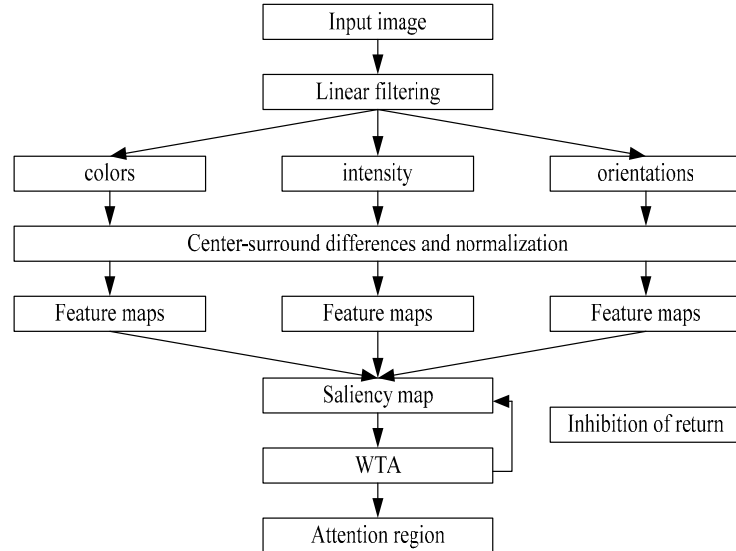 Input image
Linear filtering
colors
intensity
orientations
Center-surround differences and normalization
Feature maps
Feature maps
Feature maps
Saliency map
Inhibition of return
WTA
Attention region